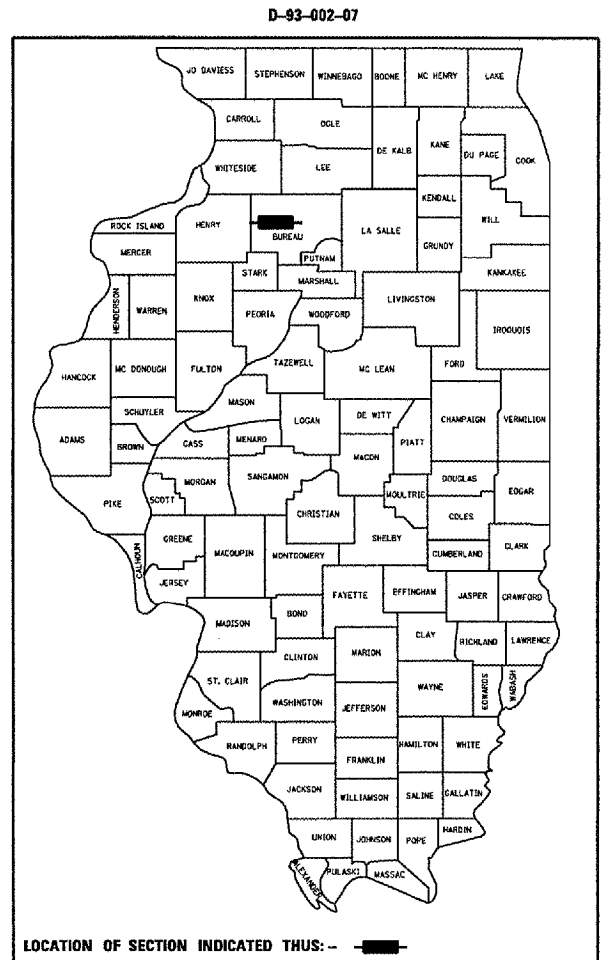 D-93-002-07
JO DAVIESS
STEPHENSON
WINNEBAGO
BOONE
MC HENRY
LAKE
CARROLL
OGLE
DE KALB
KANE
DU PAGE
COOK
WHITESIDE
LEE
KENDALL
WILL
ROCK ISLAND
HENRY
BUREAU
LA SALLE
GRUNDY
MERCER
PUTNAM
KANKAKEE
STARK
MARSHALL
HENDERSON
WARREN
KNOX
PEORIA
WOODFORD
LIVINGSTON
IROQUOIS
HANCOCK
MC DONOUGH
FULTON
TAZEWELL
MC LEAN
FORD
MASON
SCHUYLER
LOGAN
DE WITT
CHAMPAIGN
VERMILION
ADAMS
BROWN
CASS
MENARD
MACON
PIATT
MORGAN
SANGAMON
DOUGLAS
EDGAR
PIKE
SCOTT
CHRISTIAN
MOULTRIE
COLES
GREENE
MACOUPIN
MONTGOMERY
SHELBY
CUMBERLAND
CLARK
CALHOUN
JERSEY
FAYETTE
EFFINGHAM
JASPER
CRAWFORD
MADISON
BOND
CLAY
RICHLAND
LAWRENCE
CLINTON
MARION
ST. CLAIR
WAYNE
EDWARDS
WABASH
MONROE
WASHINGTON
JEFFERSON
RANDOLPH
PERRY
HAMILTON
WHITE
FRANKLIN
JACKSON
WILLIAMSON
SALINE
GALLATIN
UNION
JOHNSON
POPE
HARDIN
ALEXANDER
PULASKI
MASSAC
LOCATION OF SECTION INDICATED THUS: -